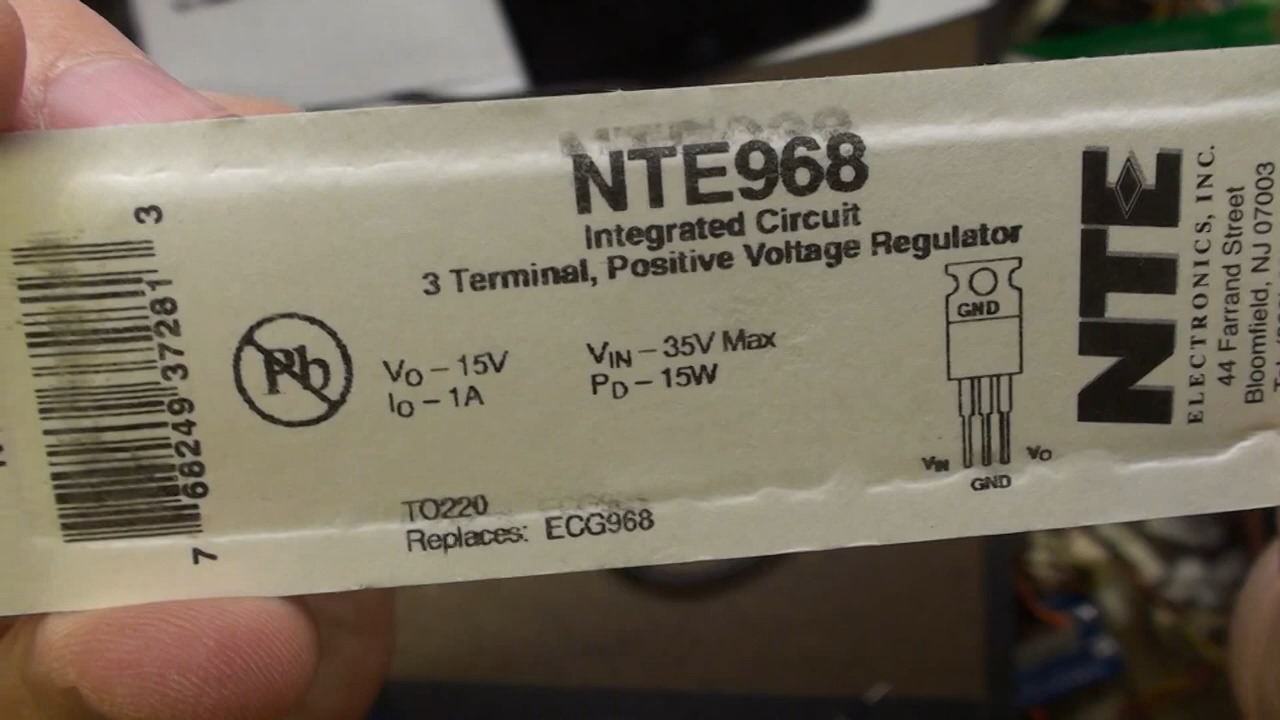 NTE968
Integrated Circuit
3 Terminal, Positive Voltage Regulator
Pb
VO – 15V
IO – 1A
VIN – 35V Max
PD – 15W
TO220
Replaces: ECG968
GND
VIN
GND
VO
NTE
ELECTRONICS, INC.
44 Farrand Street
Bloomfield, NJ 07003
7 68249 37281 3